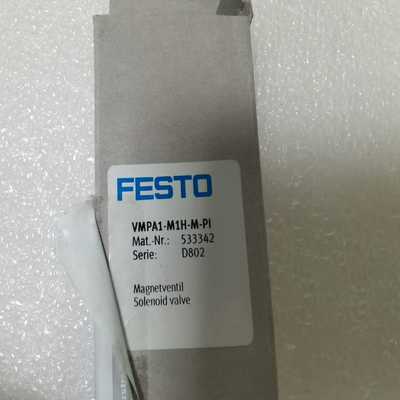 FESTO
VMPA1-M1H-M-PI
Mat.-Nr.: 533342
Serie: D802
Magnetventil
Solenoid valve